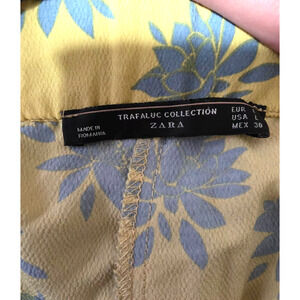 TRAFALUC COLLECTION
ZARA
MADE IN
ROMANIA
EUR L
USA L
MEX 30